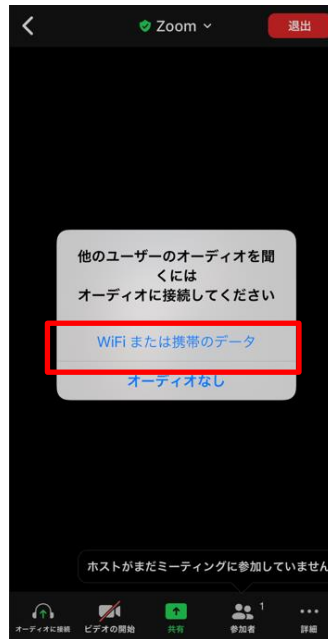 Zoom
退出
他のユーザーのオーディオを聞
くには
オーディオに接続してください
WiFi または携帯のデータ
オーディオなし
ホストがまだミーティングに参加していません
1
オーディオに接続
ビデオの開始
共有
参加者
詳細